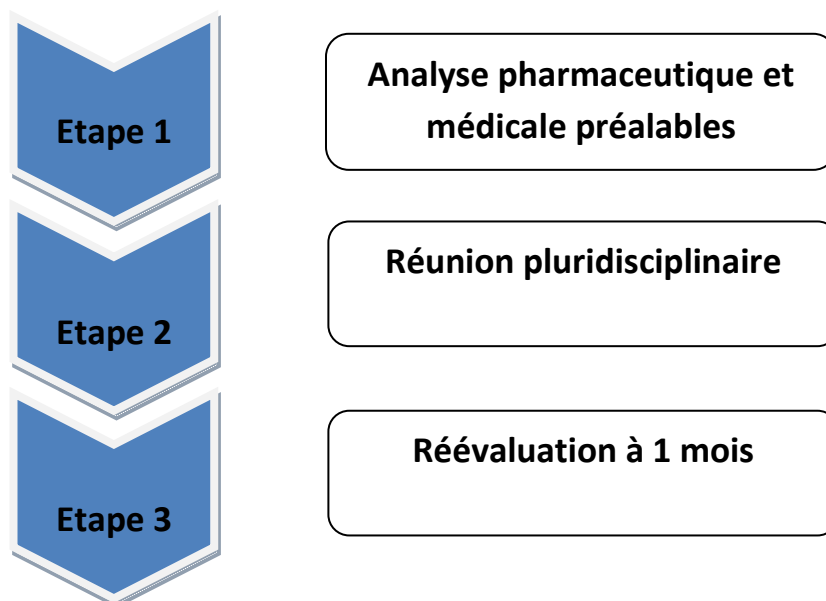 Etape 1
Analyse pharmaceutique et
médicale préalables
Etape 2
Réunion pluridisciplinaire
Etape 3
Réévaluation à 1 mois